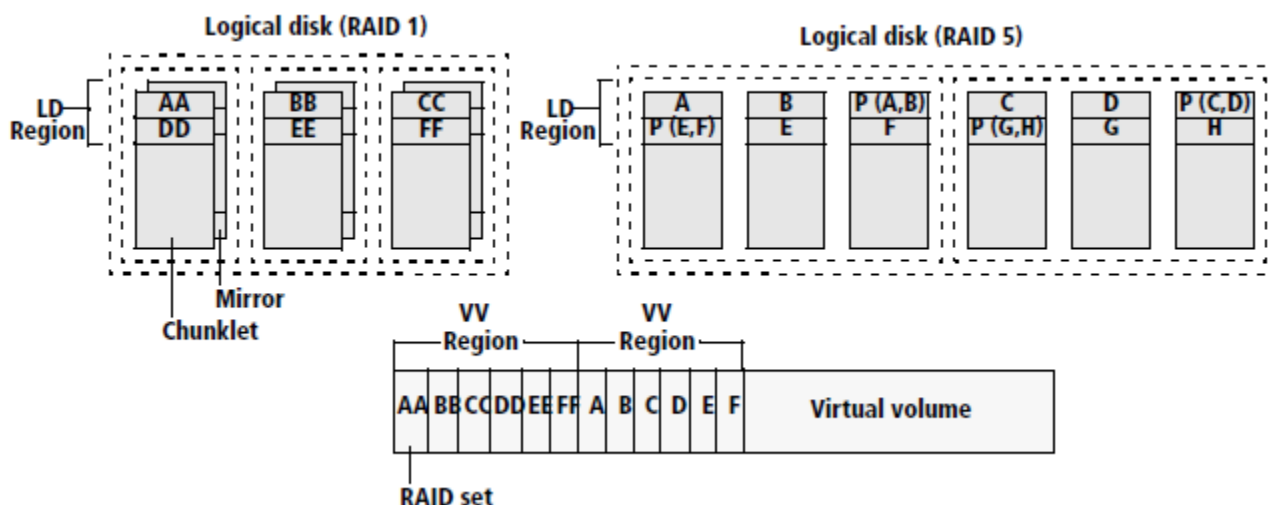 Logical disk (RAID 1)
Logical disk (RAID 5)
LD
Region
AA BB CC
DD EE FF
LD
Region
A B P (A,B) C D P (C,D)
P (E,F) E F P (G,H) G H
Mirror
Chunklet
VV
Region
VV
Region
AA BB CC DD EE FF A B C D E F Virtual volume
RAID set